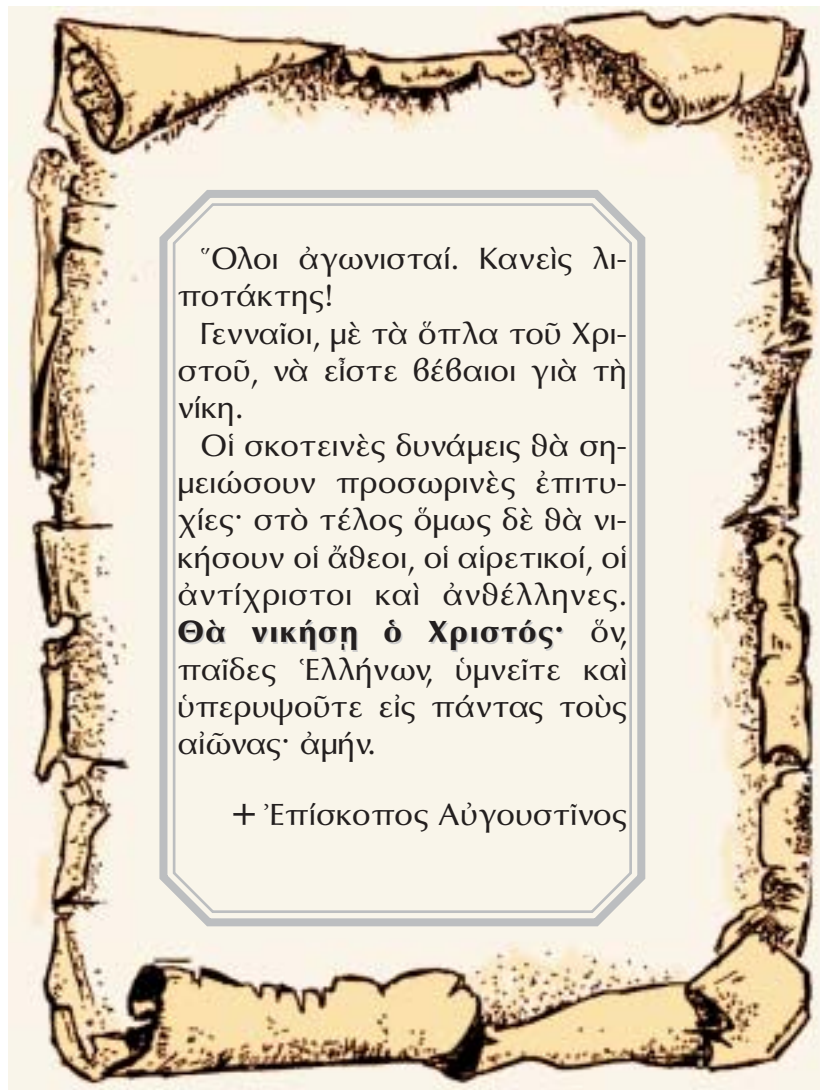 Ὅλοι ἀγωνισταί. Κανεὶς λι-
ποτάκτης!
Γενναῖοι, μὲ τὰ ὅπλα τοῦ Χρι-
στοῦ, νὰ εἶστε βέβαιοι γιὰ τὴ
νίκη.
Οἱ σκοτεινὲς δυνάμεις θὰ ση-
μειώσουν προσωρινὲς ἐπιτυ-
χίες· στὸ τέλος ὅμως δὲ θὰ νι-
κήσουν οἱ ἄθεοι, οἱ αἱρετικοί, οἱ
ἀντίχριστοι καὶ ἀνθέλληνες.
Θὰ νικήσῃ ὁ Χριστός· ὅν,
παῖδες Ἑλλήνων, ὑμνεῖτε καὶ
ὑπερυψοῦτε εἰς πάντας τοὺς
αἰῶνας· ἀμήν.
+ Ἐπίσκοπος Αὐγουστῖνος